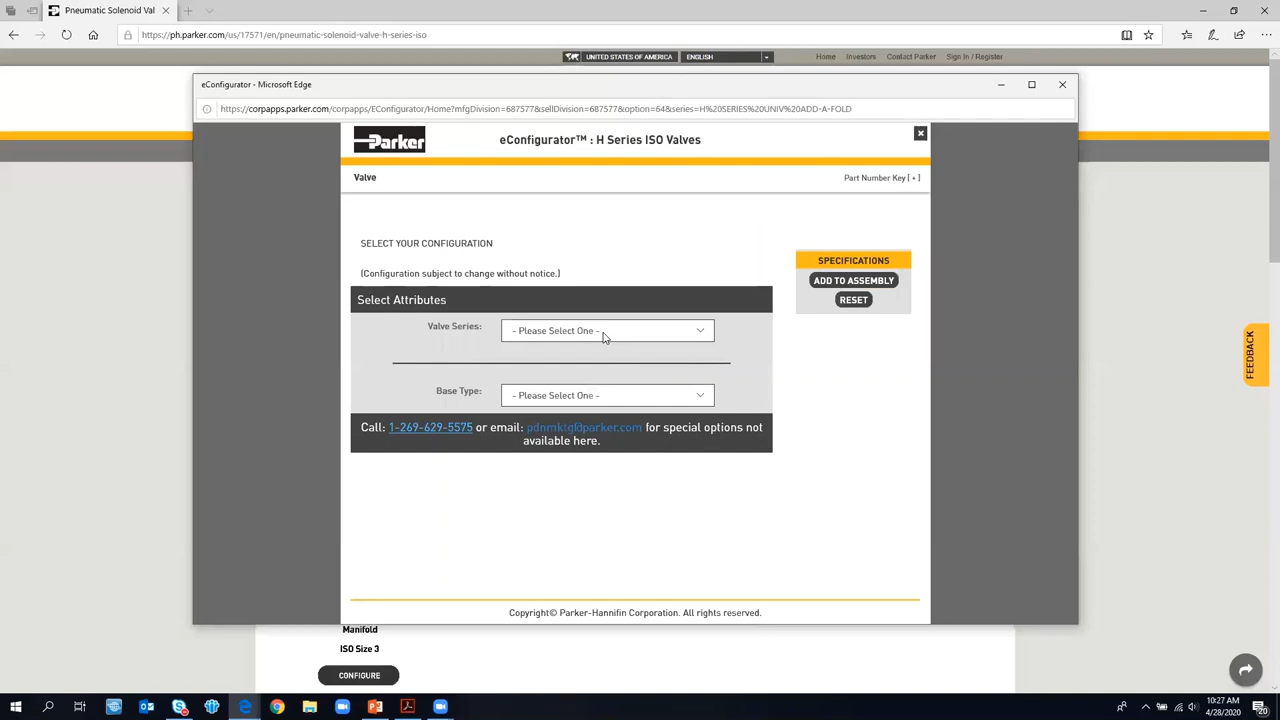 Pneumatic Solenoid Val
https://ph.parker.com/us/17571/en/pneumatic-solenoid-valve-h-series-iso
UNITED STATES OF AMERICA ENGLISH Home Investors Contact Parker Sign In / Register
eConfigurator - Microsoft Edge
https://corpapps.parker.com/corpapps/EConfigurator/Home?mfgDivision=687577&sellDivision=687577&option=64&series=H%20SERIES%20UNIV%20ADD-A-FOLD
Parker eConfigurator™ : H Series ISO Valves
Valve Part Number Key [ + ]
SELECT YOUR CONFIGURATION
(Configuration subject to change without notice.)
SPECIFICATIONS
ADD TO ASSEMBLY
RESET
Select Attributes
Valve Series: - Please Select One -
Base Type: - Please Select One -
Call: 1-269-629-5575 or email: pdnmktg@parker.com for special options not
available here.
FEEDBACK
Copyright© Parker-Hannifin Corporation. All rights reserved.
Manifold
ISO Size 3
CONFIGURE
10:27 AM
4/28/2020
20